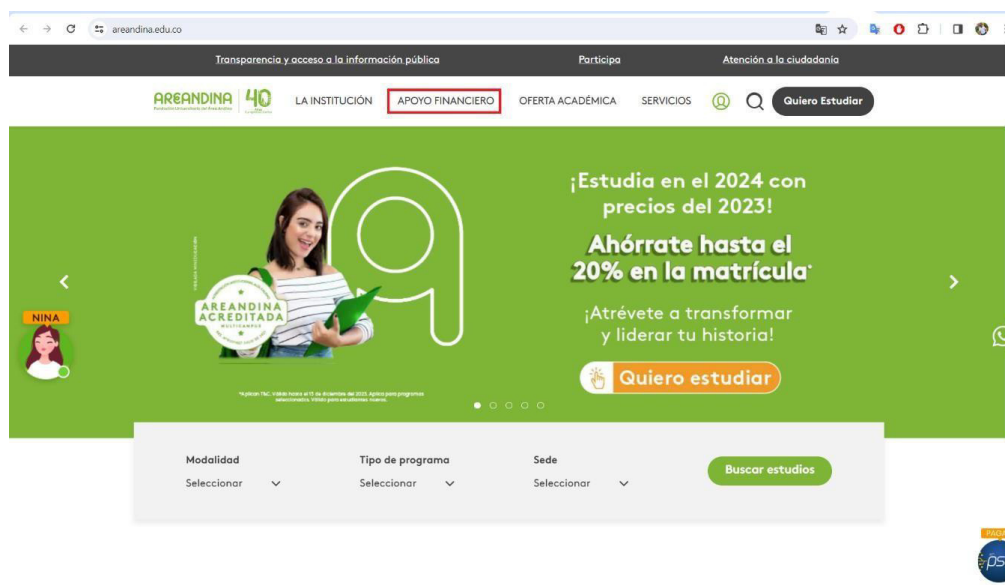 areandina.edu.co
Transparencia y acceso a la información pública
Participa
Atención a la ciudadanía
AREANDINA
40
LA INSTITUCIÓN
APOYO FINANCIERO
OFERTA ACADÉMICA
SERVICIOS
Quiero Estudiar
¡Estudia en el 2024 con
precios del 2023!
Ahórrate hasta el
20% en la matrícula*
¡Atrévete a transformar
y liderar tu historia!
Quiero estudiar
AREANDINA
ACREDITADA
MULTICAMPUS
NINA
Modalidad
Seleccionar
Tipo de programa
Seleccionar
Sede
Seleccionar
Buscar estudios